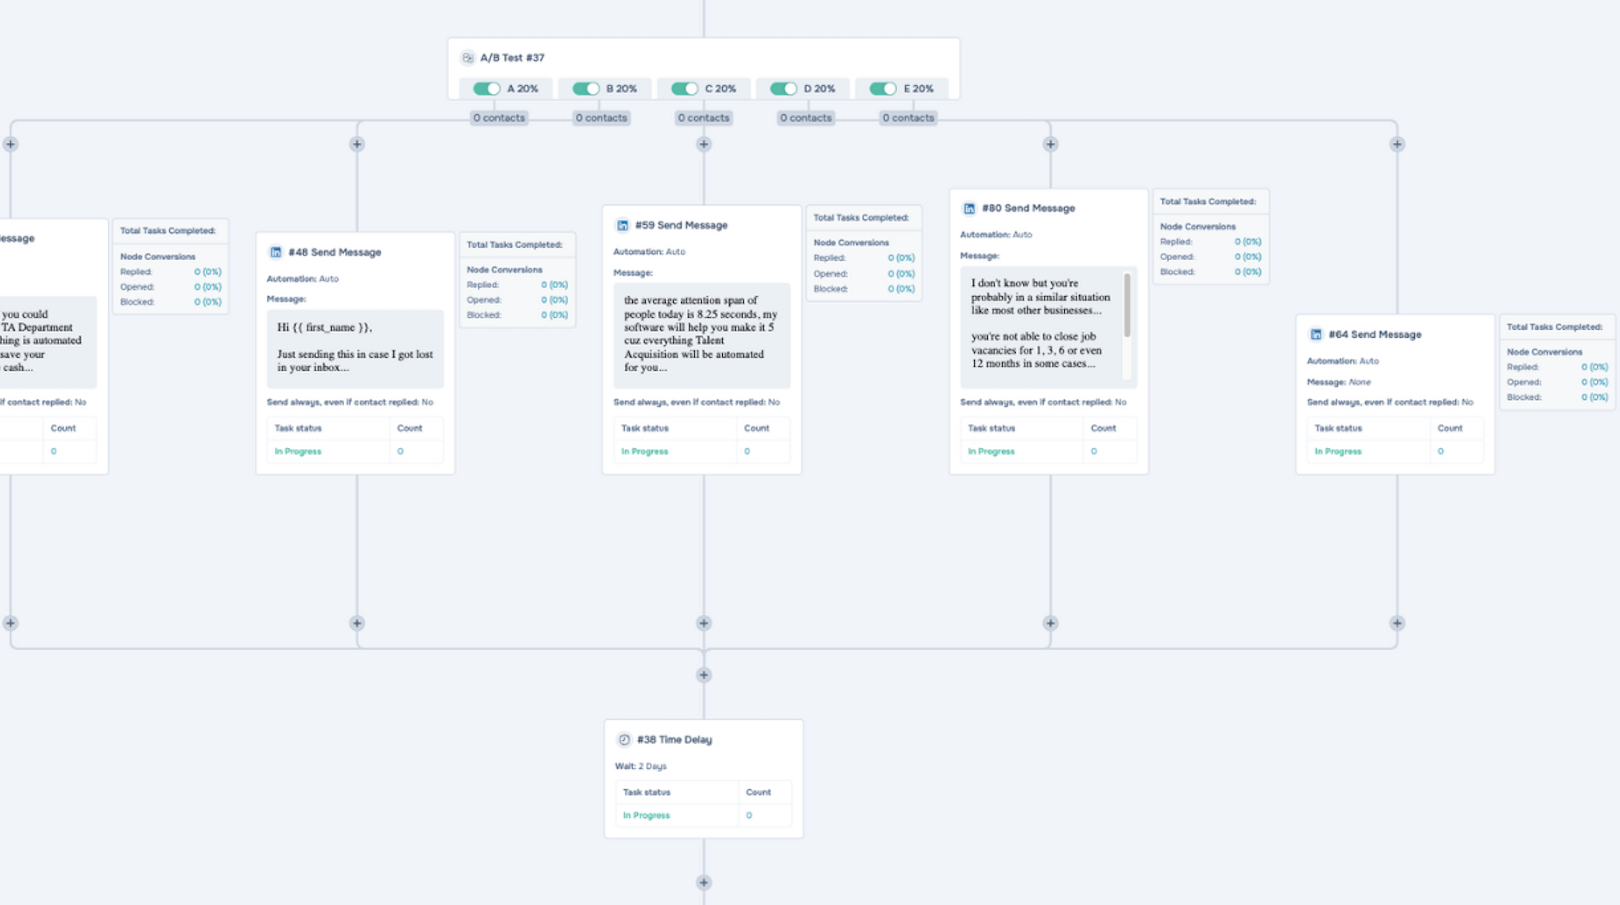 A/B Test #37
A 20%
B 20%
C 20%
D 20%
E 20%
0 contacts
0 contacts
0 contacts
0 contacts
0 contacts
essage
you could
TA Department
hing is automated
save your
cash...
if contact replied: No
Count
0
Total Tasks Completed:
Node Conversions
Replied: 0 (0%)
Opened: 0 (0%)
Blocked: 0 (0%)
#48 Send Message
Automation: Auto
Message:
Hi {{ first_name }},
Just sending this in case I got lost
in your inbox...
Send always, even if contact replied: No
Task status Count
In Progress 0
Total Tasks Completed:
Node Conversions
Replied: 0 (0%)
Opened: 0 (0%)
Blocked: 0 (0%)
#59 Send Message
Automation: Auto
Message:
the average attention span of
people today is 8.25 seconds, my
software will help you make it 5
cuz everything Talent
Acquisition will be automated
for you...
Send always, even if contact replied: No
Task status Count
In Progress 0
Total Tasks Completed:
Node Conversions
Replied: 0 (0%)
Opened: 0 (0%)
Blocked: 0 (0%)
#80 Send Message
Automation: Auto
Message:
I don't know but you're
probably in a similar situation
like most other businesses...
you're not able to close job
vacancies for 1, 3, 6 or even
12 months in some cases...
Send always, even if contact replied: No
Task status Count
In Progress 0
Total Tasks Completed:
Node Conversions
Replied: 0 (0%)
Opened: 0 (0%)
Blocked: 0 (0%)
#64 Send Message
Automation: Auto
Message: None
Send always, even if contact replied: No
Task status Count
In Progress 0
Total Tasks Completed:
Node Conversions
Replied: 0 (0%)
Opened: 0 (0%)
Blocked: 0 (0%)
#38 Time Delay
Wait: 2 Days
Task status Count
In Progress 0